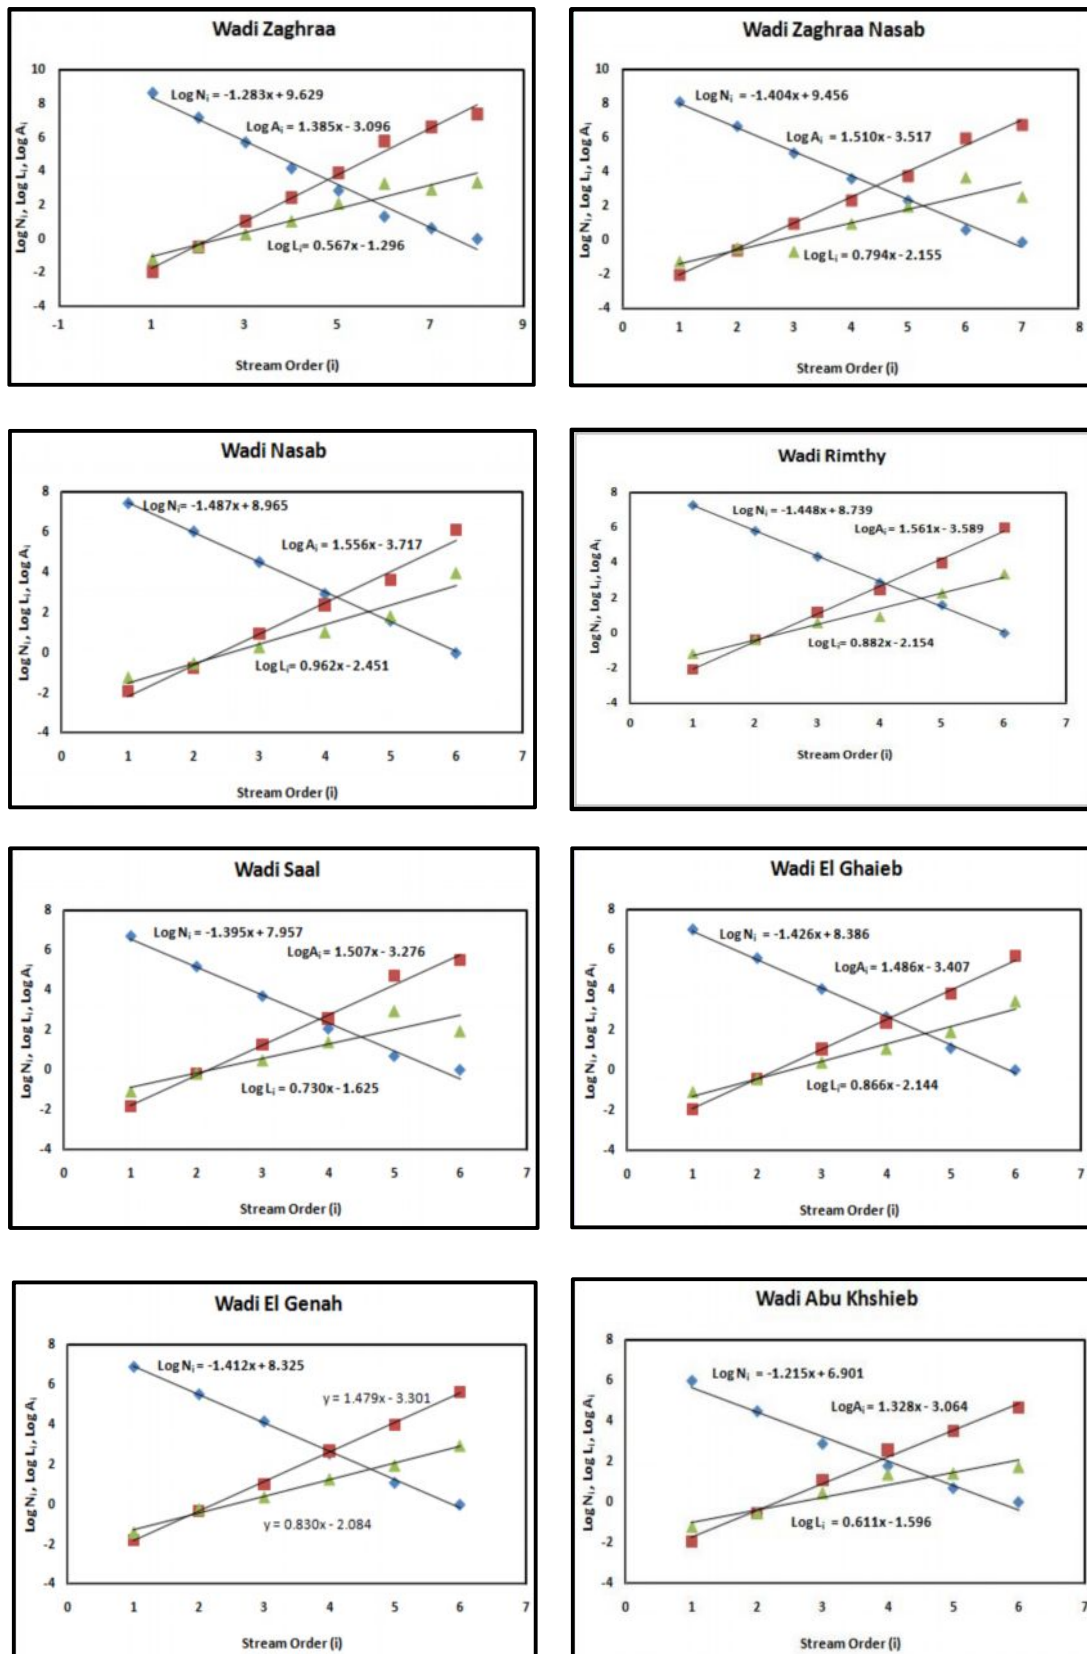 Wadi Zaghraa
10
8
6
4
2
0
-2
-4
-1
1
3
5
7
9
Log Nᵢ = -1.283x + 9.629
Log Aᵢ = 1.385x - 3.096
Log Lᵢ= 0.567x - 1.296
Log Nᵢ, Log Lᵢ, Log Aᵢ
Stream Order (i)
Wadi Zaghraa Nasab
10
8
6
4
2
0
-2
-4
0
1
2
3
4
5
6
7
8
Log Nᵢ = -1.404x + 9.456
Log Aᵢ = 1.510x - 3.517
Log Lᵢ = 0.794x - 2.155
Log Nᵢ, Log Lᵢ, Log Aᵢ
Stream Order (i)
Wadi Nasab
8
6
4
2
0
-2
-4
0
1
2
3
4
5
6
7
Log Nᵢ= -1.487x + 8.965
Log Aᵢ = 1.556x - 3.717
Log Lᵢ= 0.962x - 2.451
Log Nᵢ, Log Lᵢ, Log Aᵢ
Stream Order (i)
Wadi Rimthy
8
6
4
2
0
-2
-4
0
1
2
3
4
5
6
7
Log Nᵢ = -1.448x + 8.739
LogAᵢ = 1.561x - 3.589
Log Lᵢ = 0.882x - 2.154
Log Nᵢ, Log Lᵢ, Log Aᵢ
Stream Order (i)
Wadi Saal
8
6
4
2
0
-2
-4
0
1
2
3
4
5
6
7
Log Nᵢ = -1.395x + 7.957
LogAᵢ = 1.507x - 3.276
Log Lᵢ = 0.730x - 1.625
Log Nᵢ, Log Lᵢ, Log Aᵢ
Stream Order (i)
Wadi El Ghaieb
8
6
4
2
0
-2
-4
0
1
2
3
4
5
6
7
Log Nᵢ = -1.426x + 8.386
LogAᵢ = 1.486x - 3.407
Log Lᵢ= 0.866x - 2.144
Log Nᵢ, Log Lᵢ, Log Aᵢ
Stream Order (i)
Wadi El Genah
8
6
4
2
0
-2
-4
0
1
2
3
4
5
6
7
Log Nᵢ = -1.412x + 8.325
y = 1.479x - 3.301
y = 0.830x - 2.084
Log Nᵢ, Log Lᵢ, Log Aᵢ
Stream Order (i)
Wadi Abu Khshieb
8
6
4
2
0
-2
-4
0
1
2
3
4
5
6
7
Log Nᵢ = -1.215x + 6.901
LogAᵢ = 1.328x - 3.064
Log Lᵢ = 0.611x - 1.596
Log Nᵢ, Log Lᵢ, Log Aᵢ
Stream Order (i)